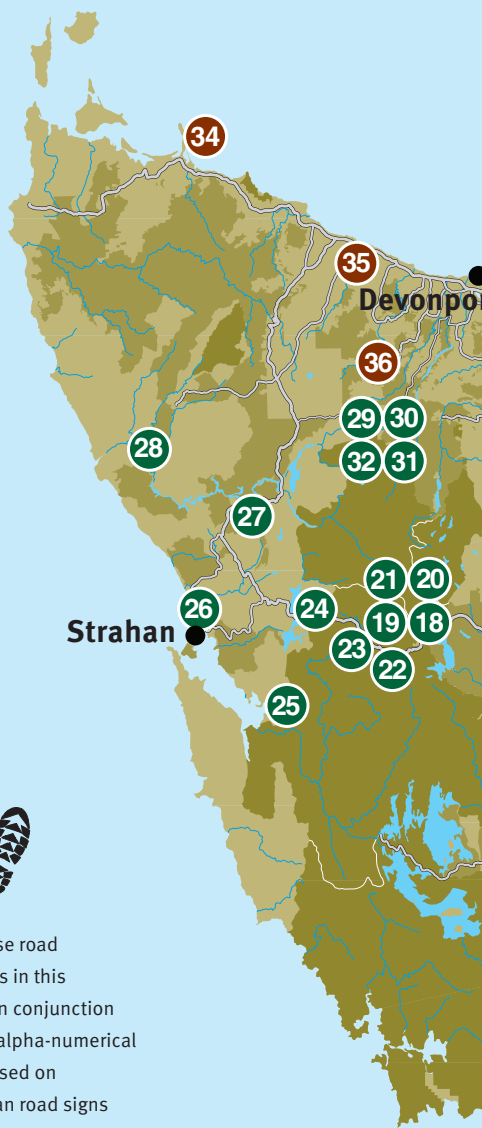 34
35
Devonpor
36
29 30
28
32 31
27
21 20
26
24
19 18
Strahan
23
22
25
se road
s in this
n conjunction
alpha-numerical
sed on
an road signs